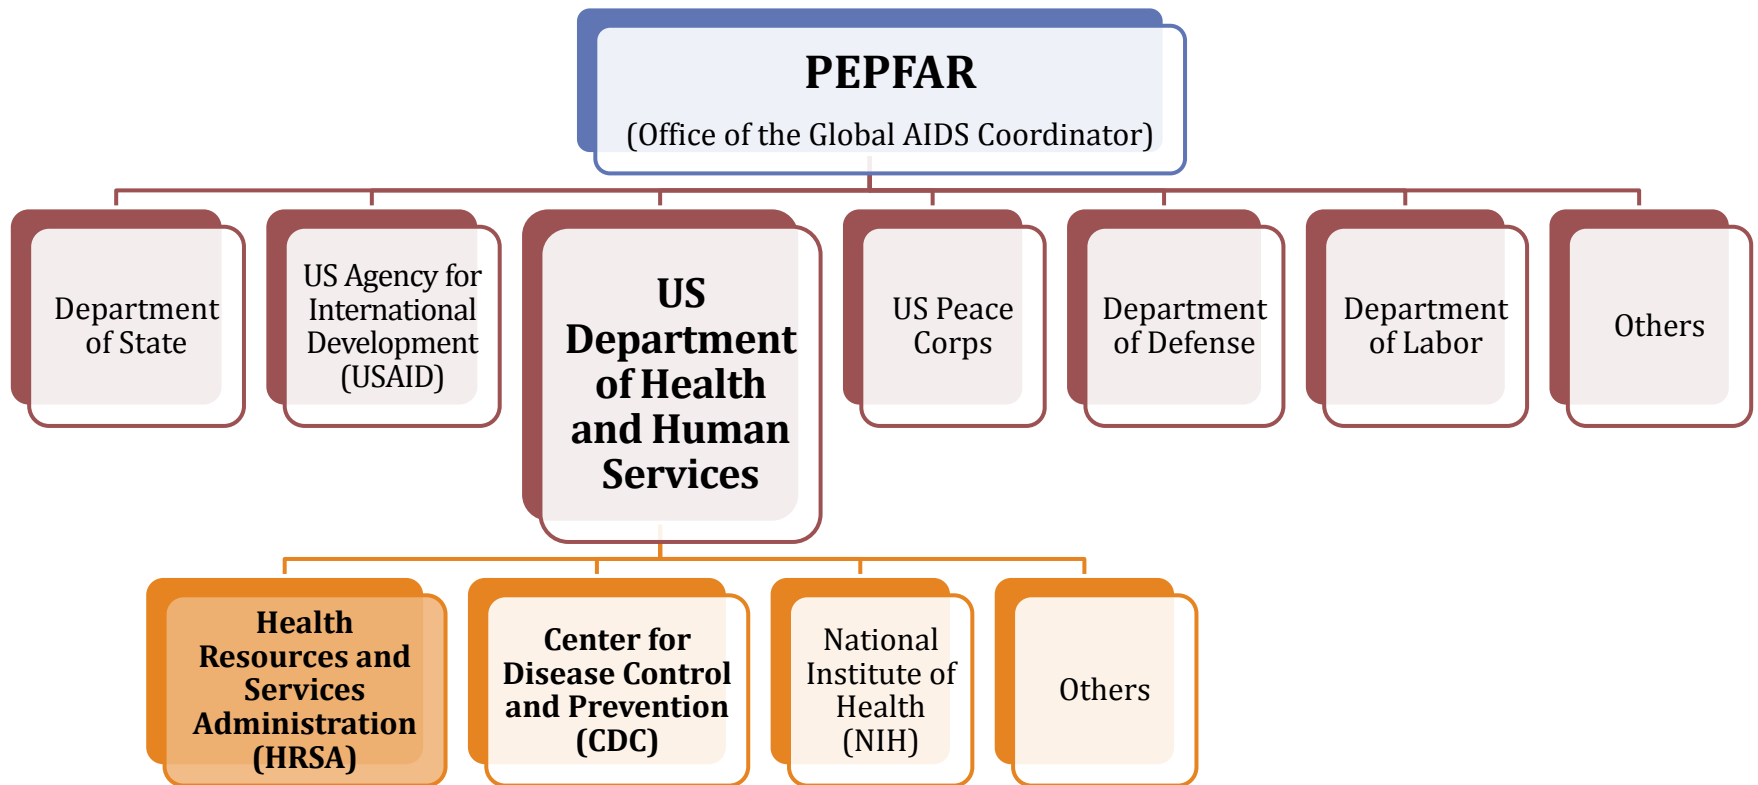 PEPFAR
(Office of the Global AIDS Coordinator)
Department
of State
US Agency for
International
Development
(USAID)
US
Department
of Health
and Human
Services
US Peace
Corps
Department
of Defense
Department
of Labor
Others
Health
Resources and
Services
Administration
(HRSA)
Center for
Disease Control
and Prevention
(CDC)
National
Institute of
Health
(NIH)
Others